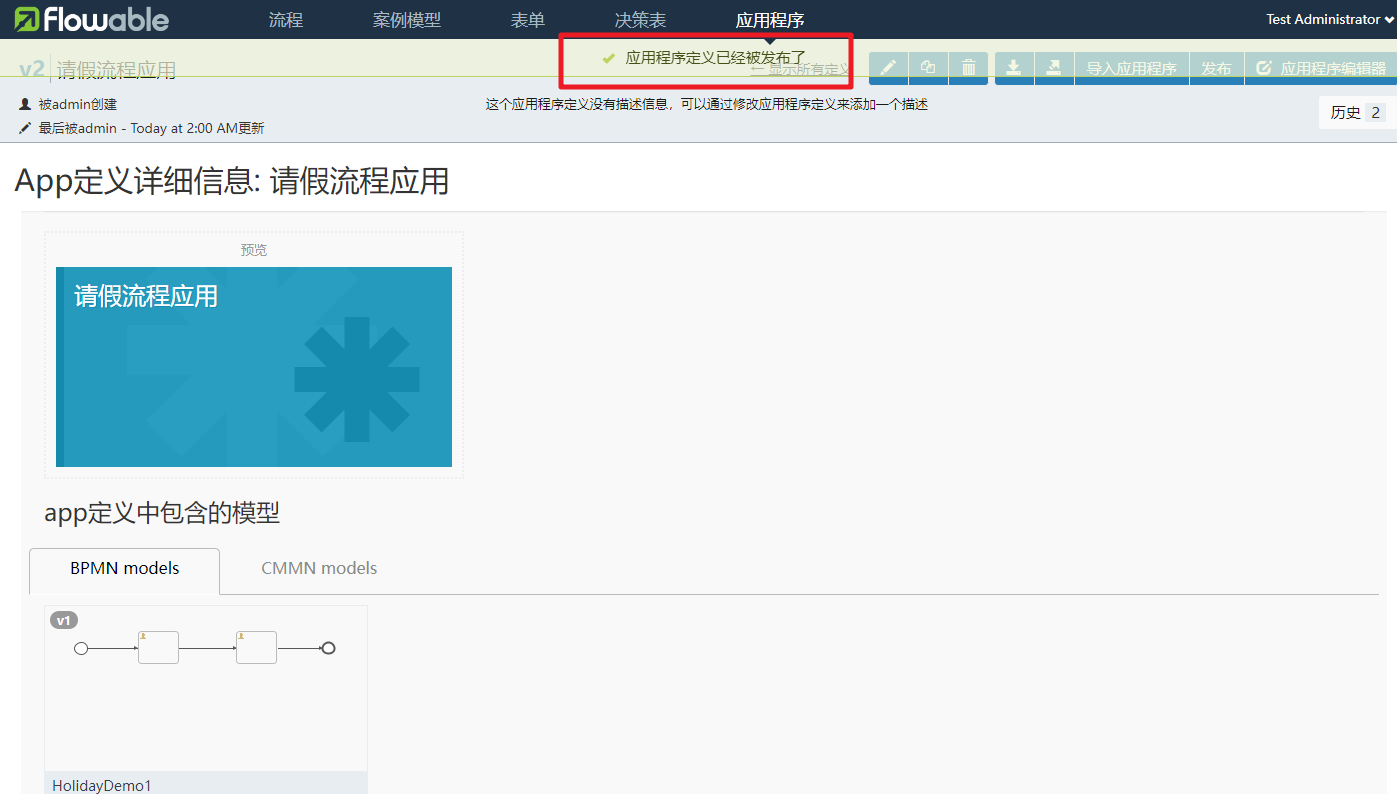 flowable 流程 案例模型 表单 决策表 应用程序 Test Administrator
应用程序定义已经被发布了
v2 请假流程应用 ← 显示所有定义 导入应用程序 发布 应用程序编辑器
被admin创建 这个应用程序定义没有描述信息，可以通过修改应用程序定义来添加一个描述
历史 2
最后被admin - Today at 2:00 AM更新
App定义详细信息: 请假流程应用
预览
请假流程应用
app定义中包含的模型
BPMN models CMMN models
v1
HolidayDemo1